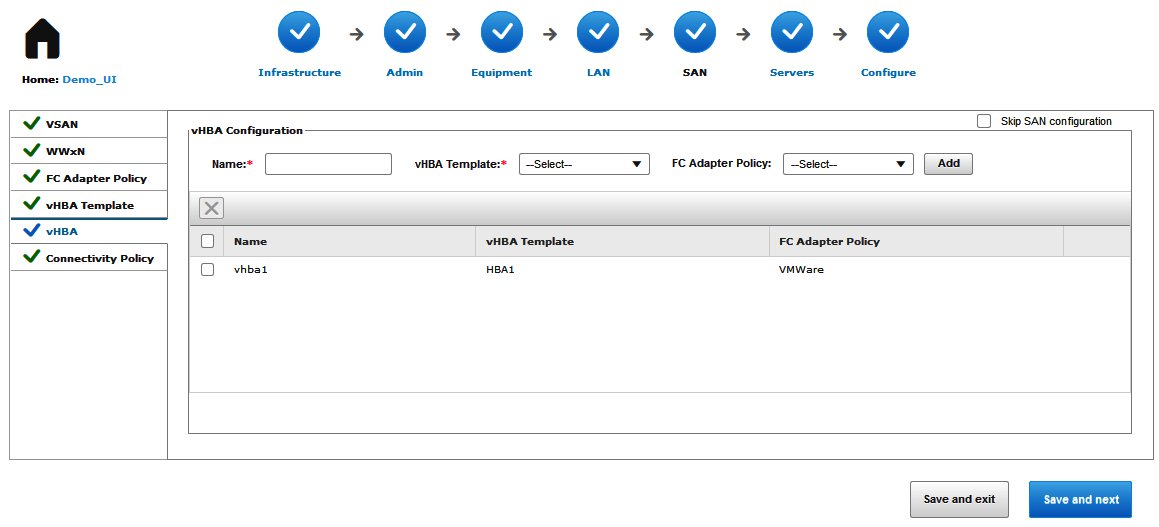 Infrastructure Admin Equipment LAN SAN Servers Configure
Home: Demo_UI
VSAN
WWxN
FC Adapter Policy
vHBA Template
vHBA
Connectivity Policy
Skip SAN configuration
vHBA Configuration
Name:* vHBA Template:* --Select-- FC Adapter Policy: --Select-- Add
Name vHBA Template FC Adapter Policy
vhba1 HBA1 VMWare
Save and exit Save and next